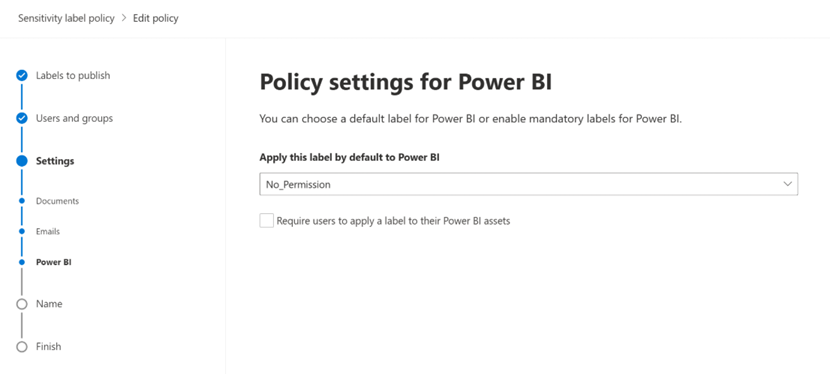 Sensitivity label policy > Edit policy
Labels to publish
Users and groups
Settings
Documents
Emails
Power BI
Name
Finish
Policy settings for Power BI
You can choose a default label for Power BI or enable mandatory labels for Power BI.
Apply this label by default to Power BI
No_Permission
Require users to apply a label to their Power BI assets